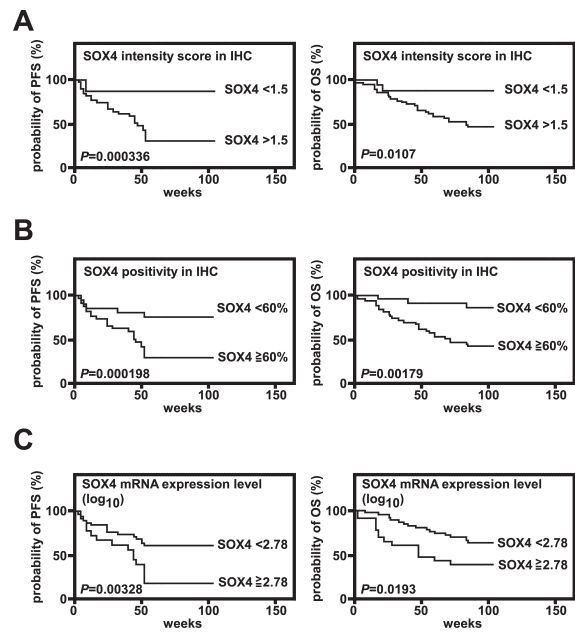 A
SOX4 intensity score in IHC
probability of PFS (%)
100
50
0
SOX4 <1.5
SOX4 >1.5
P=0.000336
0 50 100 150
weeks
SOX4 intensity score in IHC
probability of OS (%)
100
50
0
SOX4 <1.5
SOX4 >1.5
P=0.0107
0 50 100 150
weeks
B
SOX4 positivity in IHC
probability of PFS (%)
100
50
0
SOX4 <60%
SOX4 ≧60%
P=0.000198
0 50 100 150
weeks
SOX4 positivity in IHC
probability of OS (%)
100
50
0
SOX4 <60%
SOX4 ≧60%
P=0.00179
0 50 100 150
weeks
C
SOX4 mRNA expression level
(log10)
probability of PFS (%)
100
50
0
SOX4 <2.78
SOX4 ≧2.78
P=0.00328
0 50 100 150
weeks
SOX4 mRNA expression level
(log10)
probability of OS (%)
100
50
0
SOX4 <2.78
SOX4 ≧2.78
P=0.0193
0 50 100 150
weeks